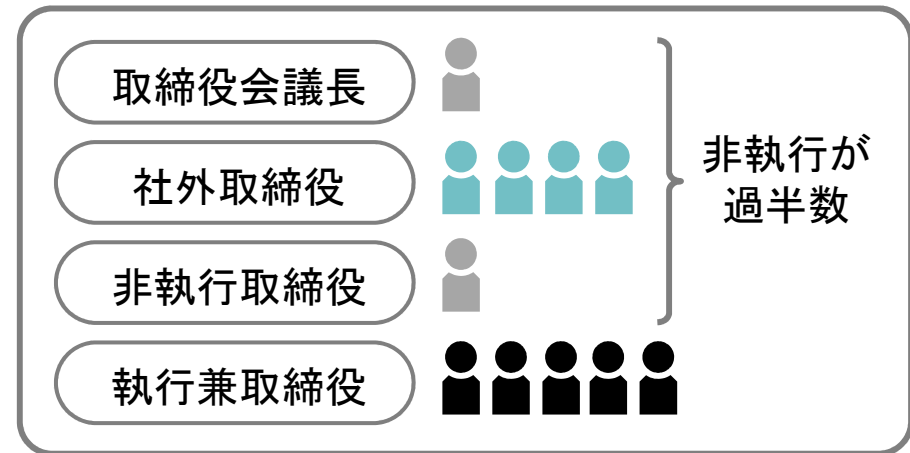 取締役会議長
社外取締役
非執行が
過半数
非執行取締役
執行兼取締役